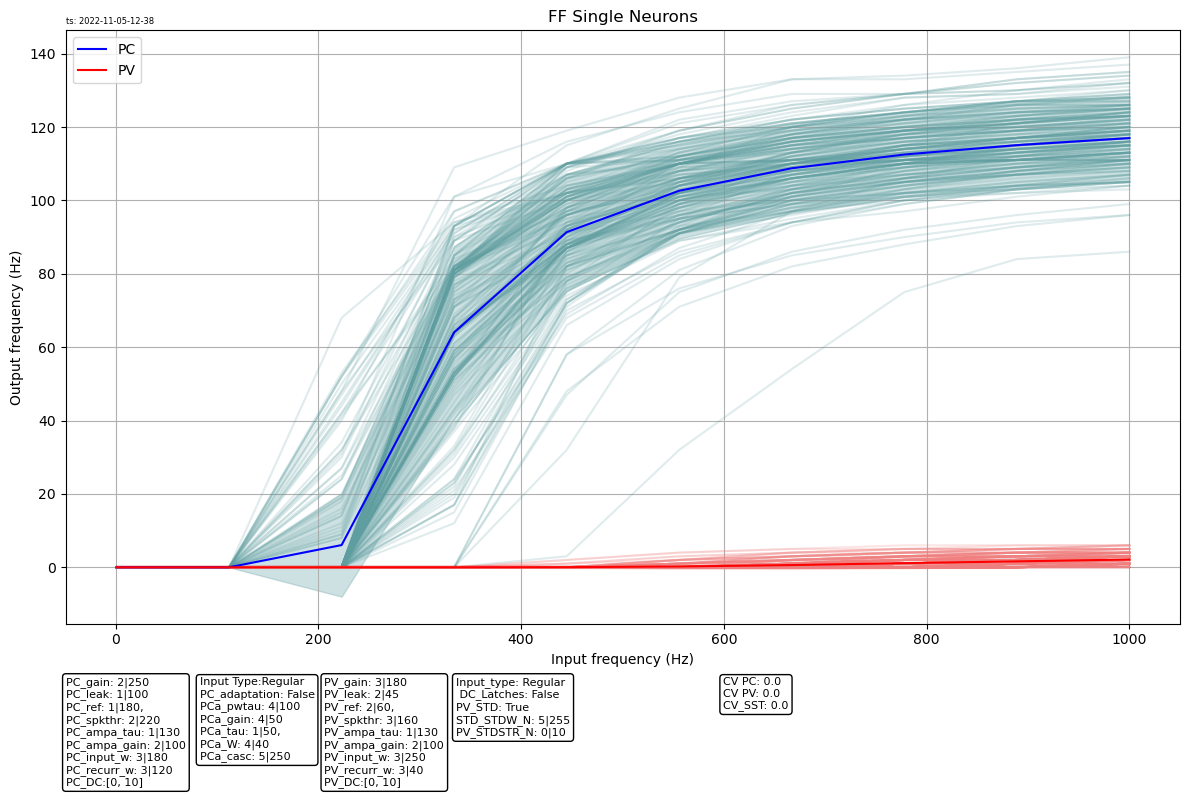 ts: 2022-11-05-12-38
FF Single Neurons
PC
PV
140
120
100
80
60
40
20
0
Output frequency (Hz)
0 200 400 600 800 1000
Input frequency (Hz)
PC_gain: 2|250
PC_leak: 1|100
PC_ref: 1|180,
PC_spkthr: 2|220
PC_ampa_tau: 1|130
PC_ampa_gain: 2|100
PC_input_w: 3|180
PC_recurr_w: 3|120
PC_DC:[0, 10]
Input Type:Regular
PC_adaptation: False
PCa_pwtau: 4|100
PCa_gain: 4|50
PCa_tau: 1|50,
PCa_W: 4|40
PCa_casc: 5|250
PV_gain: 3|180
PV_leak: 2|45
PV_ref: 2|60,
PV_spkthr: 3|160
PV_ampa_tau: 1|130
PV_ampa_gain: 2|100
PV_input_w: 3|250
PV_recurr_w: 3|40
PV_DC:[0, 10]
Input_type: Regular
DC_Latches: False
PV_STD: True
STD_STDW_N: 5|255
PV_STDSTR_N: 0|10
CV PC: 0.0
CV PV: 0.0
CV_SST: 0.0